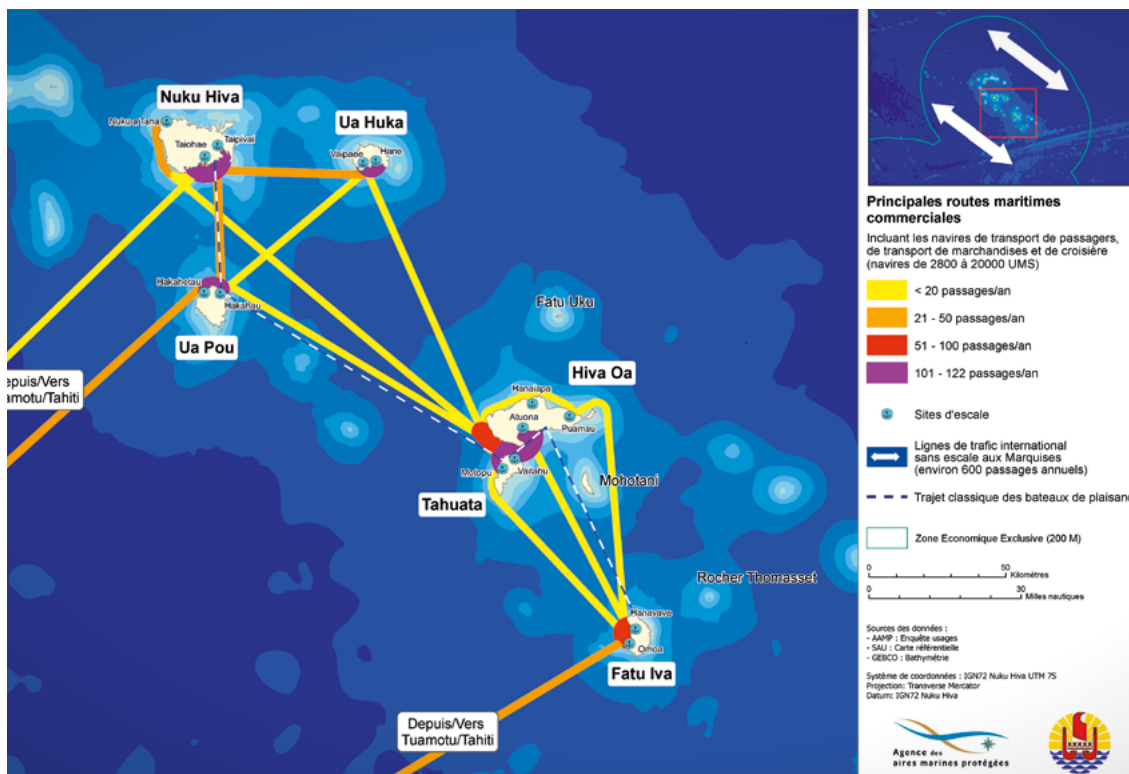 Nuku Hiva
Nuku a'Taha
Taipivai
Taiohae
Ua Huka
Vaipaee
Hane
Hakahetau
Hakahau
Ua Pou
epuis/Vers
amotu/Tahiti
Fatu Uku
Hiva Oa
Hanaiapa
Atuona
Puamau
Motopu
Vaitahu
Mohotani
Tahuata
Rocher Thomasset
Hanavave
Omoa
Fatu Iva
Depuis/Vers
Tuamotu/Tahiti
Principales routes maritimes
commerciales
Incluant les navires de transport de passagers,
de transport de marchandises et de croisière
(navires de 2800 à 20000 UMS)
< 20 passages/an
21 - 50 passages/an
51 - 100 passages/an
101 - 122 passages/an
Sites d'escale
Lignes de trafic international
sans escale aux Marquises
(environ 600 passages annuels)
Trajet classique des bateaux de plaisan
Zone Economique Exclusive (200 M)
0 50
Kilomètres
0 30
Milles nautiques
Sources des données :
- AAMP : Enquête usages
- SAU : Carte référentielle
- GEBCO : Bathymétrie
Système de coordonnées : IGN72 Nuku Hiva UTM 7S
Projection: Transverse Mercator
Datum: IGN72 Nuku Hiva
Agence des
aires marines protégées